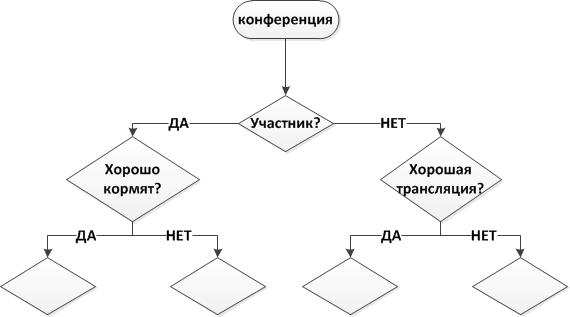 конференция
Участник?
ДА
НЕТ
Хорошо
кормят?
Хорошая
трансляция?
ДА
НЕТ
ДА
НЕТ